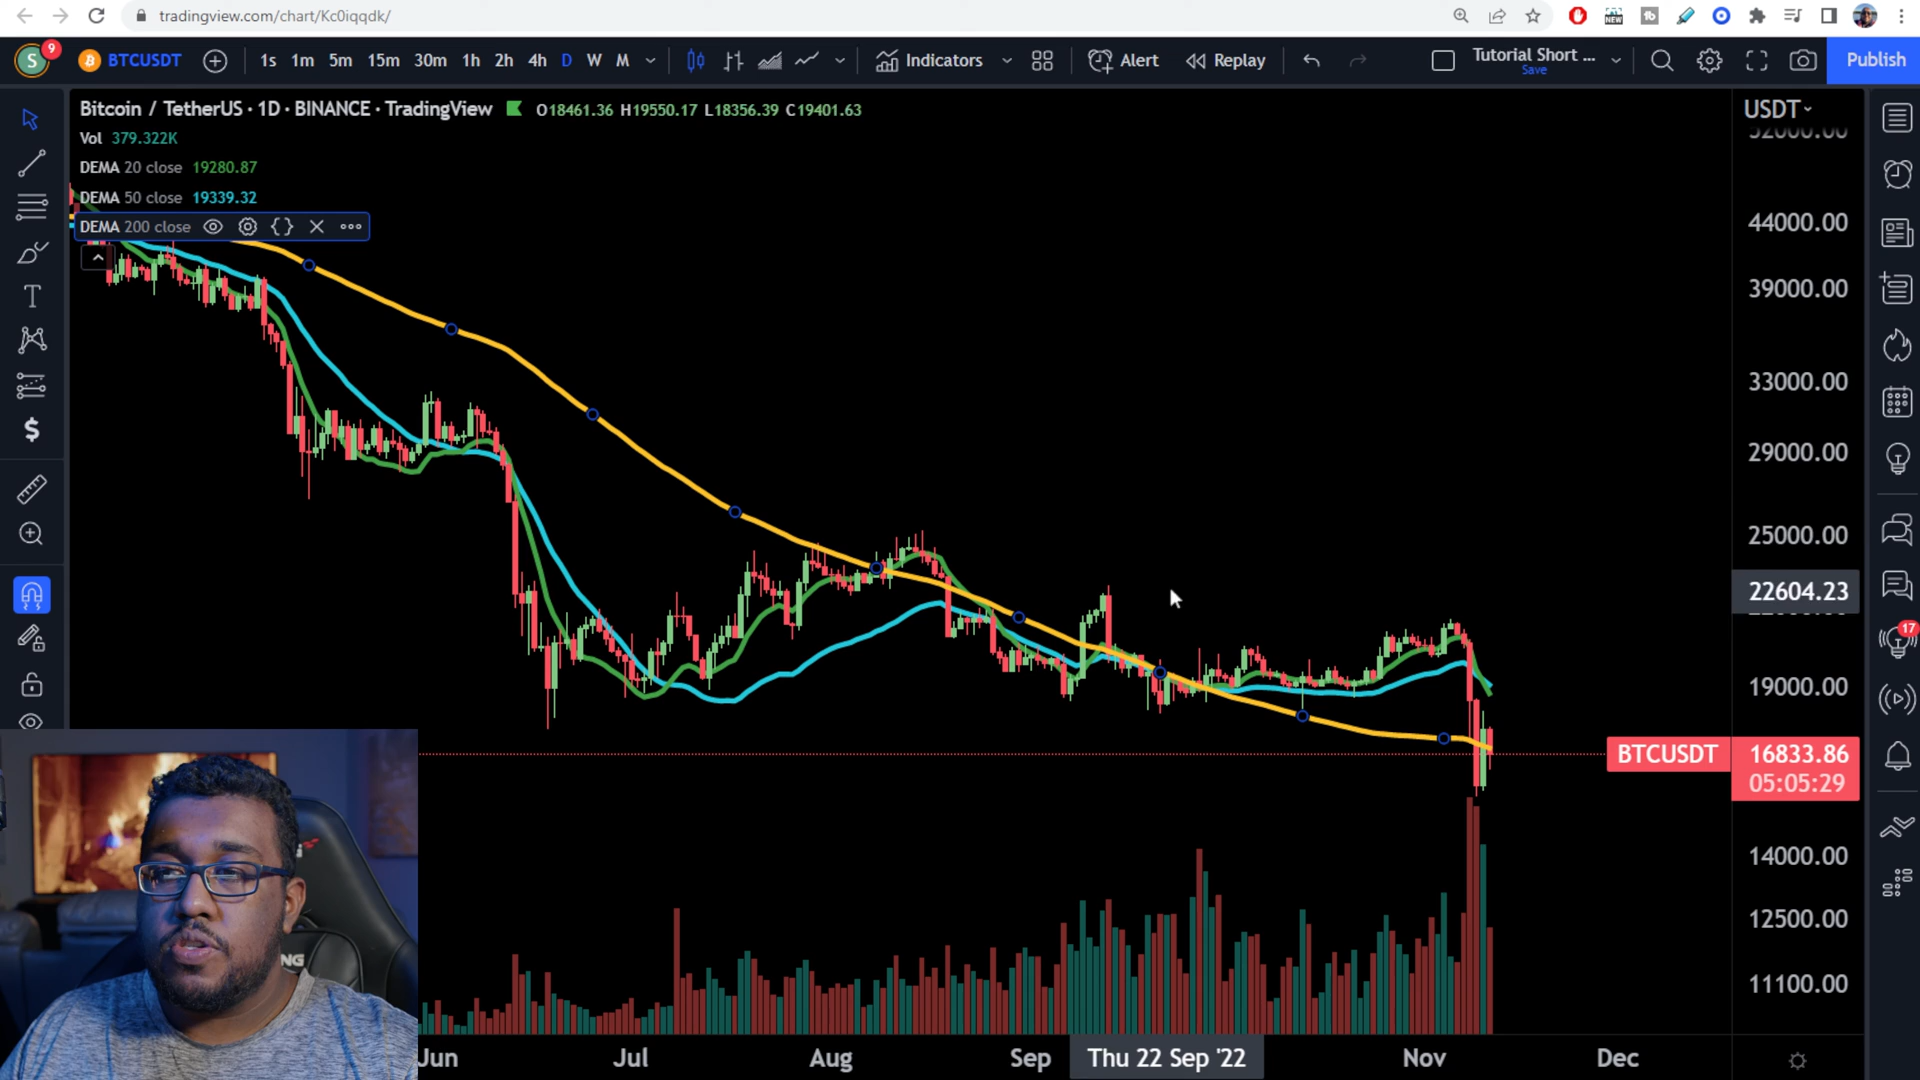 tradingview.com/chart/Kc0iqqdk/
S 9 BTCUSDT 1s 1m 5m 15m 30m 1h 2h 4h D W M Indicators Alert Replay Tutorial Short ... Save Publish
Bitcoin / TetherUS · 1D · BINANCE · TradingView O18461.36 H19550.17 L18356.39 C19401.63
USDT
Vol 379.322K
DEMA 20 close 19280.87
DEMA 50 close 19339.32
DEMA 200 close
44000.00
39000.00
33000.00
29000.00
25000.00
22604.23
17
19000.00
BTCUSDT 16833.86
05:05:29
14000.00
12500.00
11100.00
Jun Jul Aug Sep Thu 22 Sep '22 Nov Dec